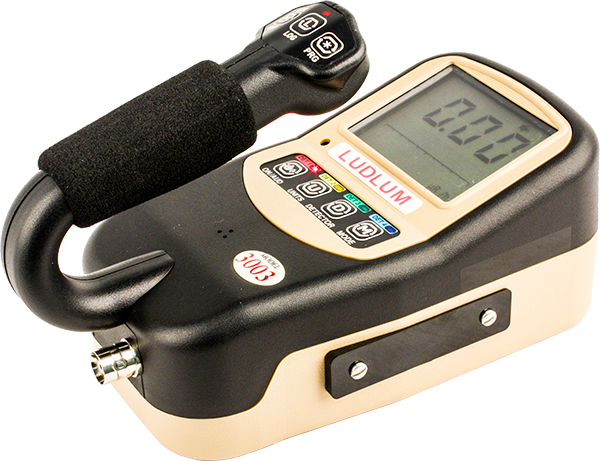 LOG
PRG
0.00
LUDLUM
ON/AUD
UNITS
DETECTOR
MODE
U
D
M
MODEL
3003